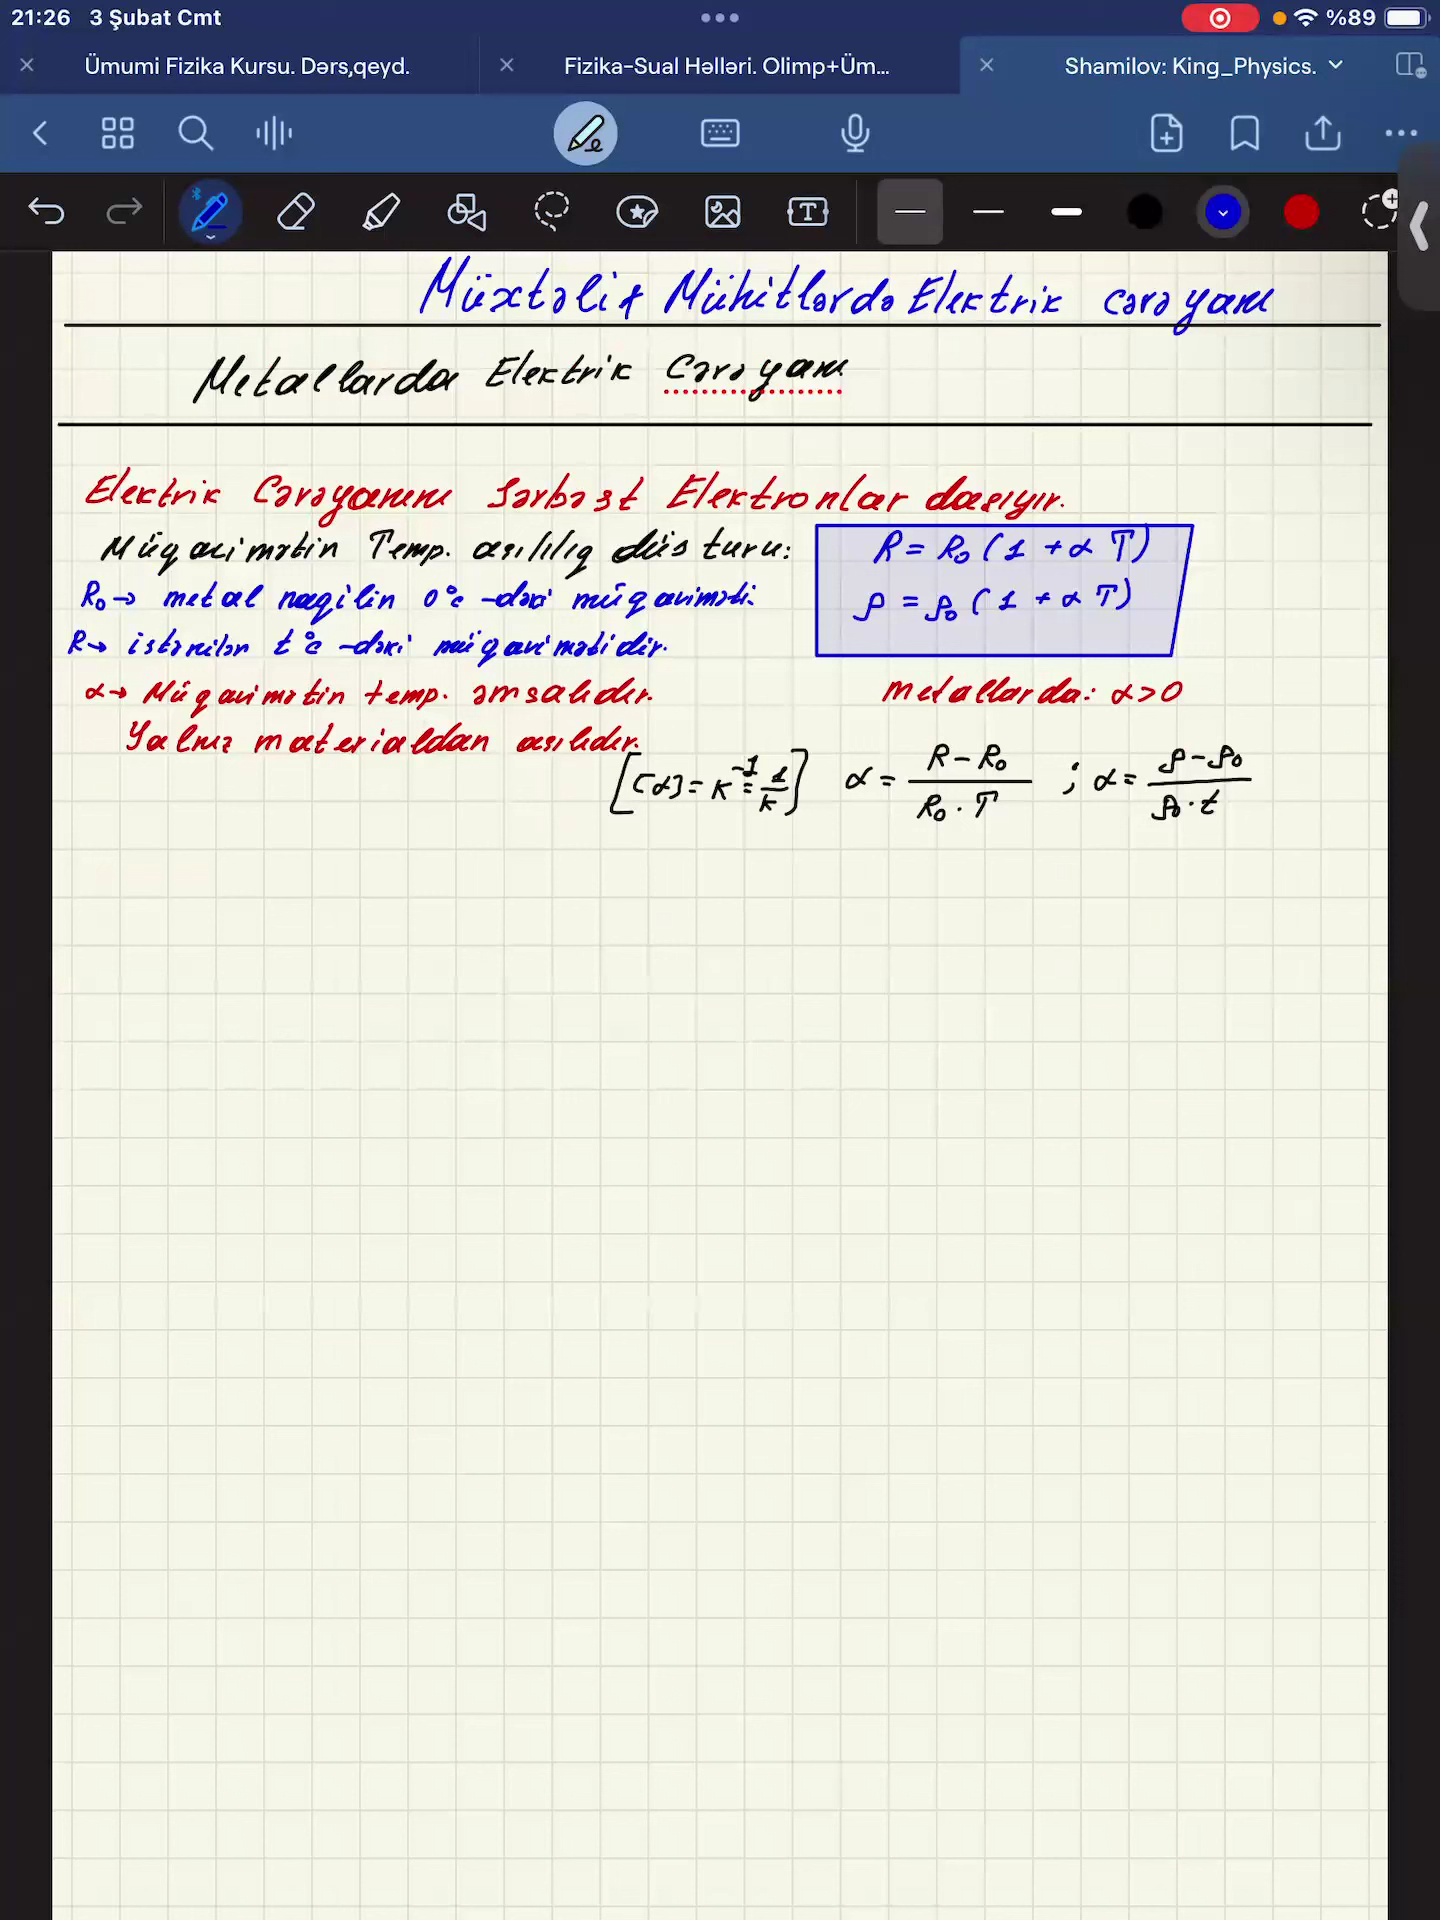 21:26 3 Şubat Cmt
%89
Ümumi Fizika Kursu. Dərs,qeyd.
Fizika-Sual Həlləri. Olimp+Üm...
Shamilov: King_Physics.
Müxtəlif Mühitlərdə Elektrik cərəyanı
Metallarda Elektrik Cərəyanı
Elektrik Cərəyanını Sərbəst Elektronlar daşıyır.
Müqavimətin Temp. asılılıq düsturu:
R = R₀ (1 + α T)
R₀→ metal naqilin 0°c -dəki müqaviməti.
ρ = ρ₀ (1 + α T)
R→ istənilən t°c -dəki müqavimətidir.
α→ Müqavimətin temp. əmsalıdır.
metallarda: α>0
Yalnız materialdan asılıdır.
[[α] = K⁻¹ = 1/K] α = (R - R₀)/(R₀ · T) ; α = (ρ - ρ₀)/(ρ₀ · t)